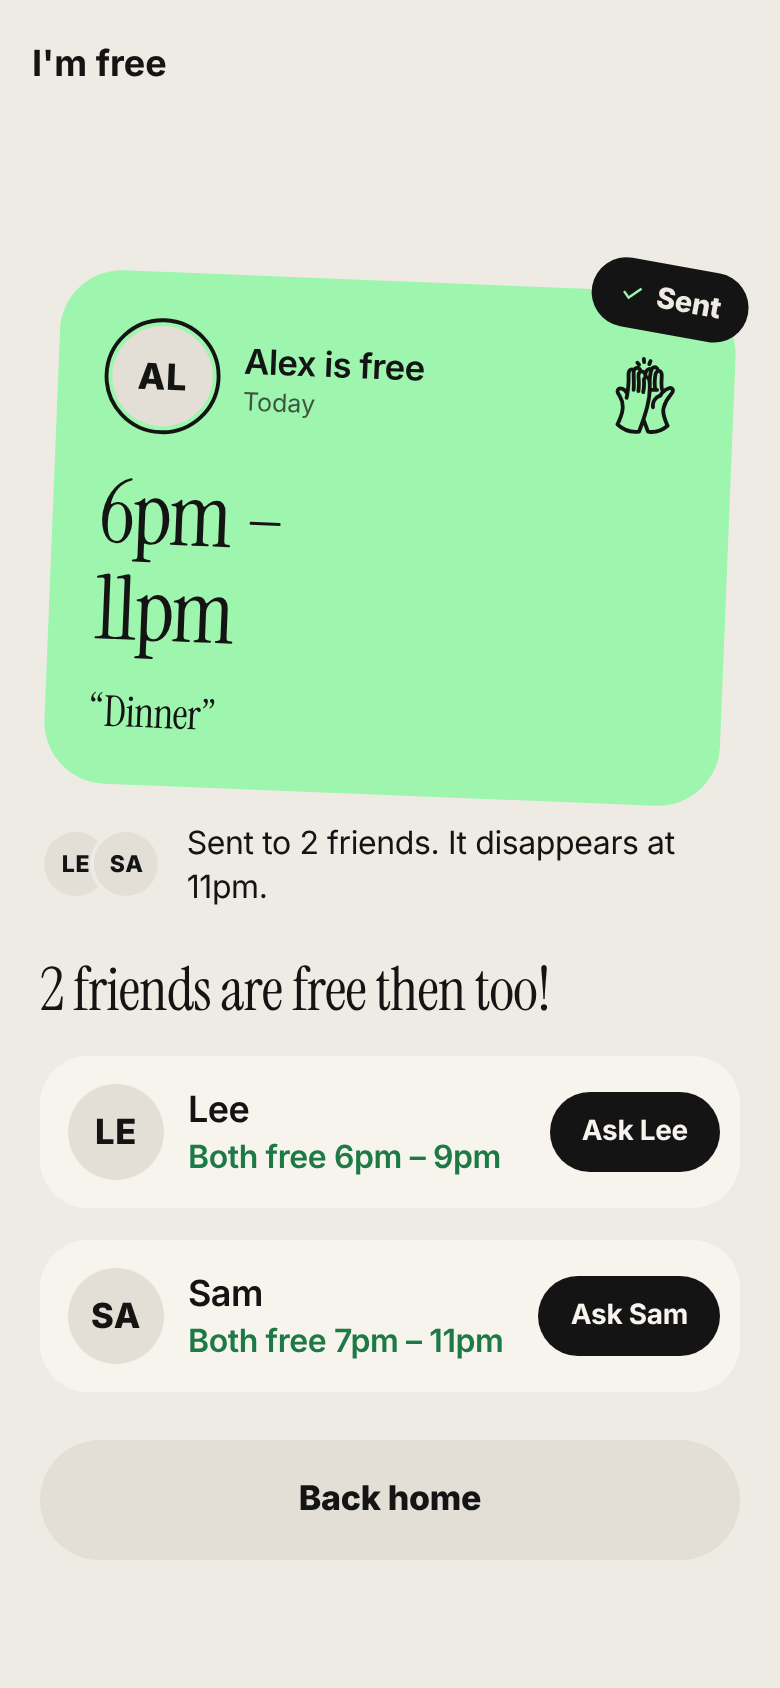 I'm free
Sent
AL
Alex is free
Today
6pm –
11pm
“Dinner”
LE SA
Sent to 2 friends. It disappears at
11pm.
2 friends are free then too!
LE
Lee
Both free 6pm – 9pm
Ask Lee
SA
Sam
Both free 7pm – 11pm
Ask Sam
Back home